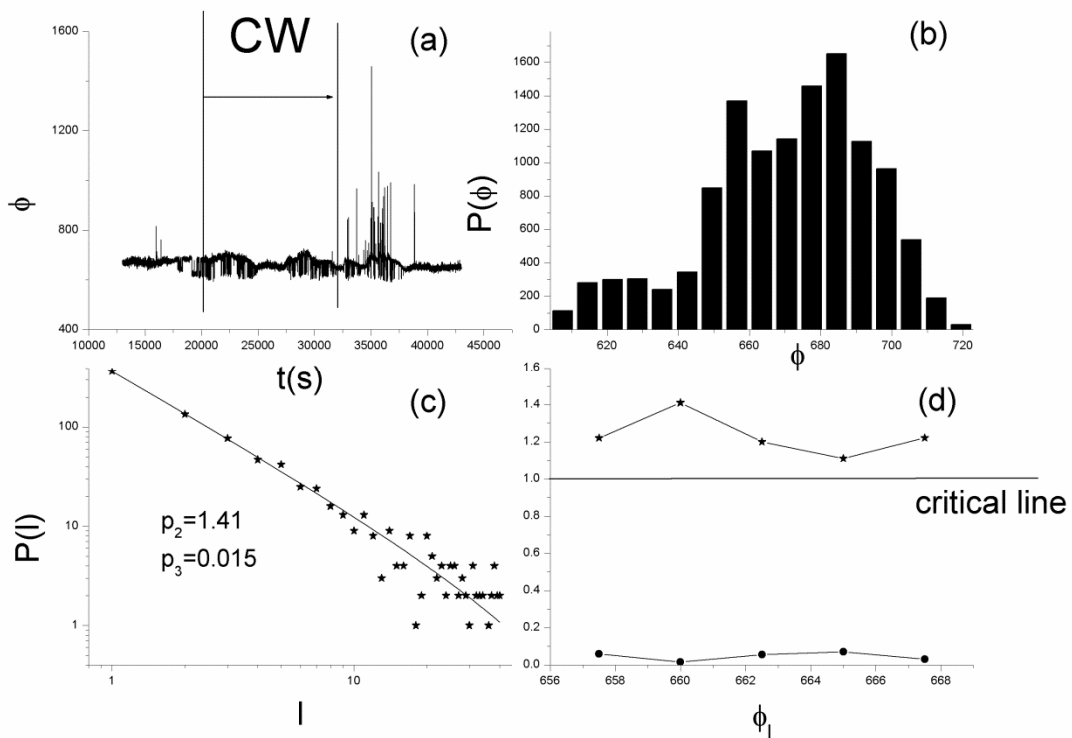 CW
(a)
1600
1200
800
400
ϕ
10000 15000 20000 25000 30000 35000 40000 45000
t(s)
(b)
1600
1400
1200
1000
800
600
400
200
0
P(ϕ)
620 640 660 680 700 720
ϕ
(c)
100
10
1
P(l)
p₂=1.41
p₃=0.015
1 10
l
(d)
1.6
1.4
1.2
1.0
0.8
0.6
0.4
0.2
0.0
critical line
656 658 660 662 664 666 668
ϕₗ